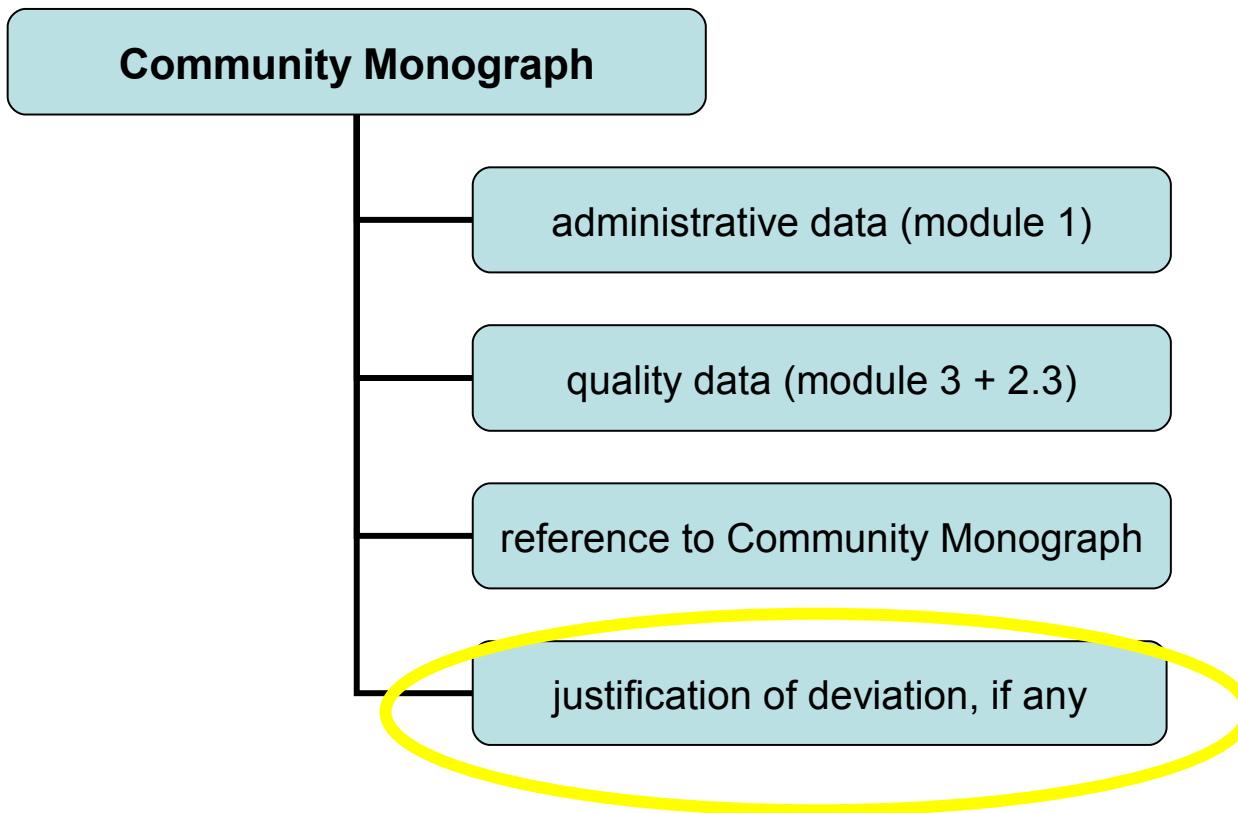 Community Monograph
administrative data (module 1)
quality data (module 3 + 2.3)
reference to Community Monograph
justification of deviation, if any